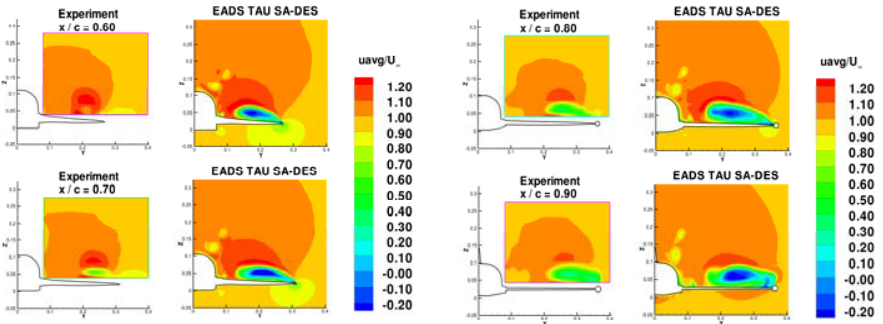 Experiment
x / c = 0.60
EADS TAU SA-DES
Experiment
x / c = 0.80
EADS TAU SA-DES
uavg/U∞
1.20
1.10
1.00
0.90
0.80
0.70
0.60
0.50
0.40
0.30
0.20
0.10
-0.00
-0.10
-0.20
uavg/U∞
1.20
1.10
1.00
0.90
0.80
0.70
0.60
0.50
0.40
0.30
0.20
0.10
-0.00
-0.10
-0.20
Experiment
x / c = 0.70
EADS TAU SA-DES
Experiment
x / c = 0.90
EADS TAU SA-DES